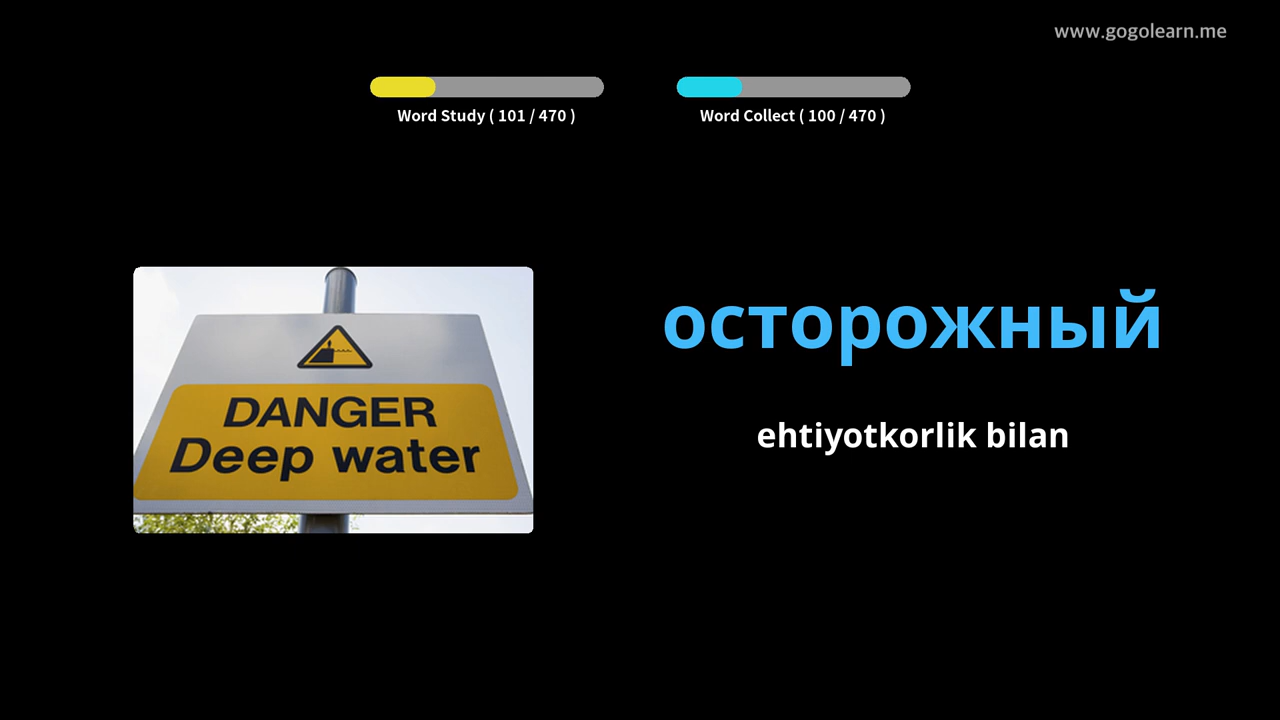 www.gogolearn.me
Word Study ( 101 / 470 )
Word Collect ( 100 / 470 )
DANGER
Deep water
осторожный
ehtiyotkorlik bilan